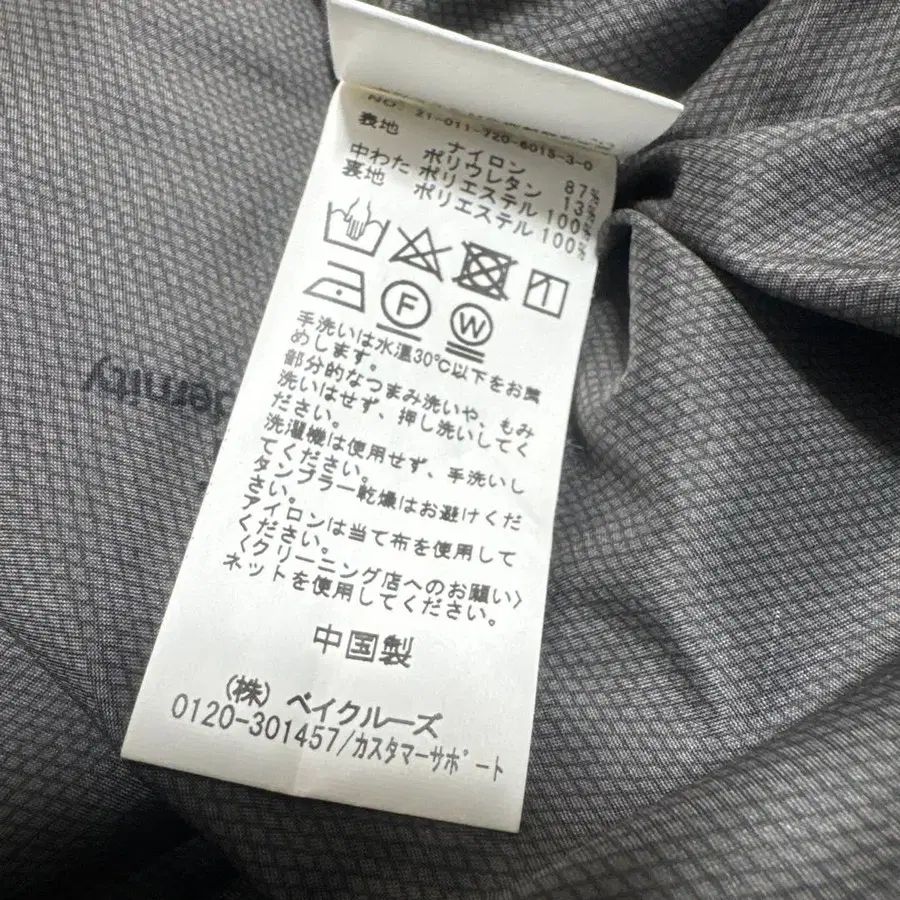 NO: 21-011-720-6015-3-0
表地 ナイロン 87%
ポリウレタン 13%
中わた ポリエステル 100%
裏地 ポリエステル 100%
F W
手洗いは水温30℃以下をお薦
めします。
部分的なつまみ洗いや、もみ
洗いはせず、押し洗いしてく
ださい。
洗濯機は使用せず、手洗いし
てください。
タンブラー乾燥はお避けくだ
さい。
アイロンは当て布を使用して
ください。
〈クリーニング店へのお願い〉
ネットを使用してください。
中国製
(株) ベイクルーズ
0120-301457/カスタマーサポート